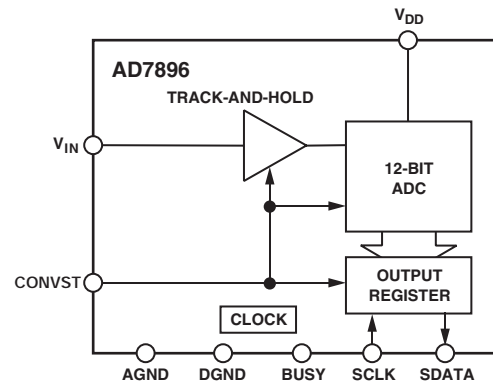 VDD
AD7896
TRACK-AND-HOLD
VIN
12-BIT
ADC
CONVST
OUTPUT
REGISTER
CLOCK
AGND DGND BUSY SCLK SDATA